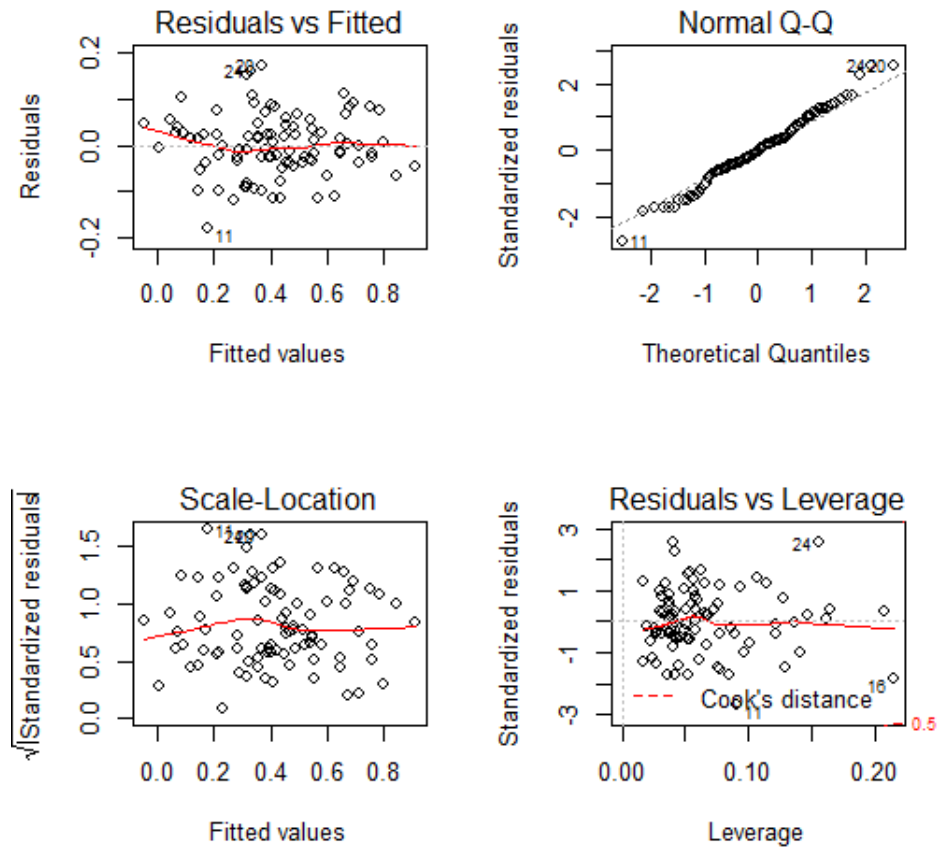 Residuals vs Fitted
Residuals
0.2
0.0
-0.2
11
0.0 0.2 0.4 0.6 0.8
Fitted values
Normal Q-Q
Standardized residuals
2
0
-2
11
-2 -1 0 1 2
Theoretical Quantiles
Scale-Location
√|Standardized residuals|
1.5
1.0
0.5
0.0
0.0 0.2 0.4 0.6 0.8
Fitted values
Residuals vs Leverage
Standardized residuals
3
1
-1
-3
24
16
11
Cook's distance
0.5
0.00 0.10 0.20
Leverage